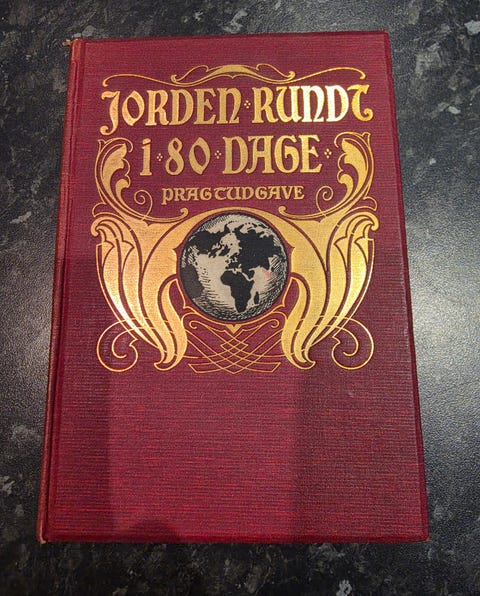 JORDEN · RUNDT
i · 80 · DAGE ·
PRAGTUDGAVE